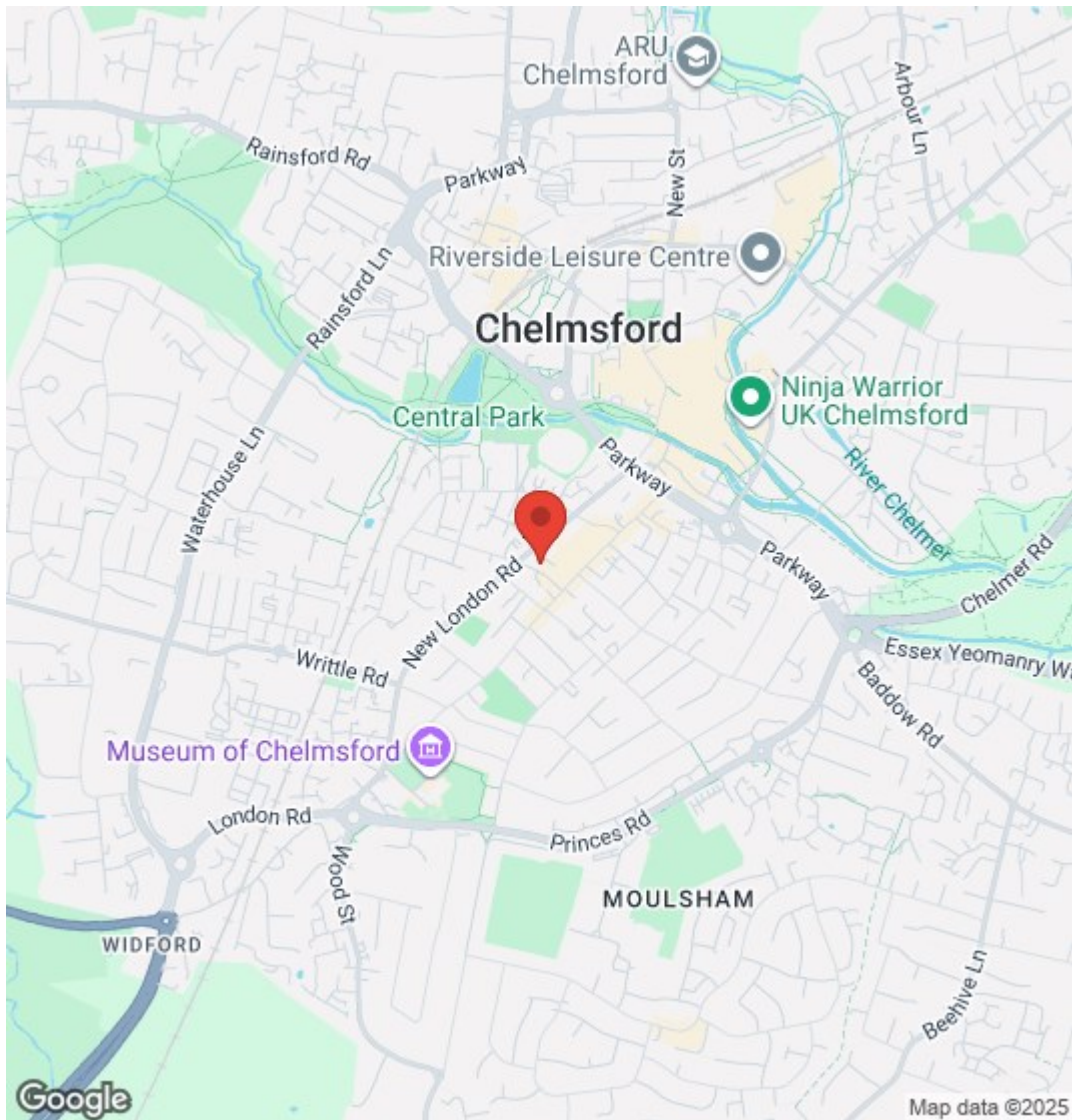 ARU
Chelmsford
Arbour Ln
Rainsford Rd
Parkway
New St
Riverside Leisure Centre
Rainsford Ln
Chelmsford
Ninja Warrior
UK Chelmsford
Central Park
Parkway
Waterhouse Ln
River Chelmer
New London Rd
Parkway
Chelmer Rd
Writtle Rd
Essex Yeomanry W
Baddow Rd
Museum of Chelmsford
London Rd
Princes Rd
Wood St
MOULSHAM
WIDFORD
Beehive Ln
Google
Map data ©2025